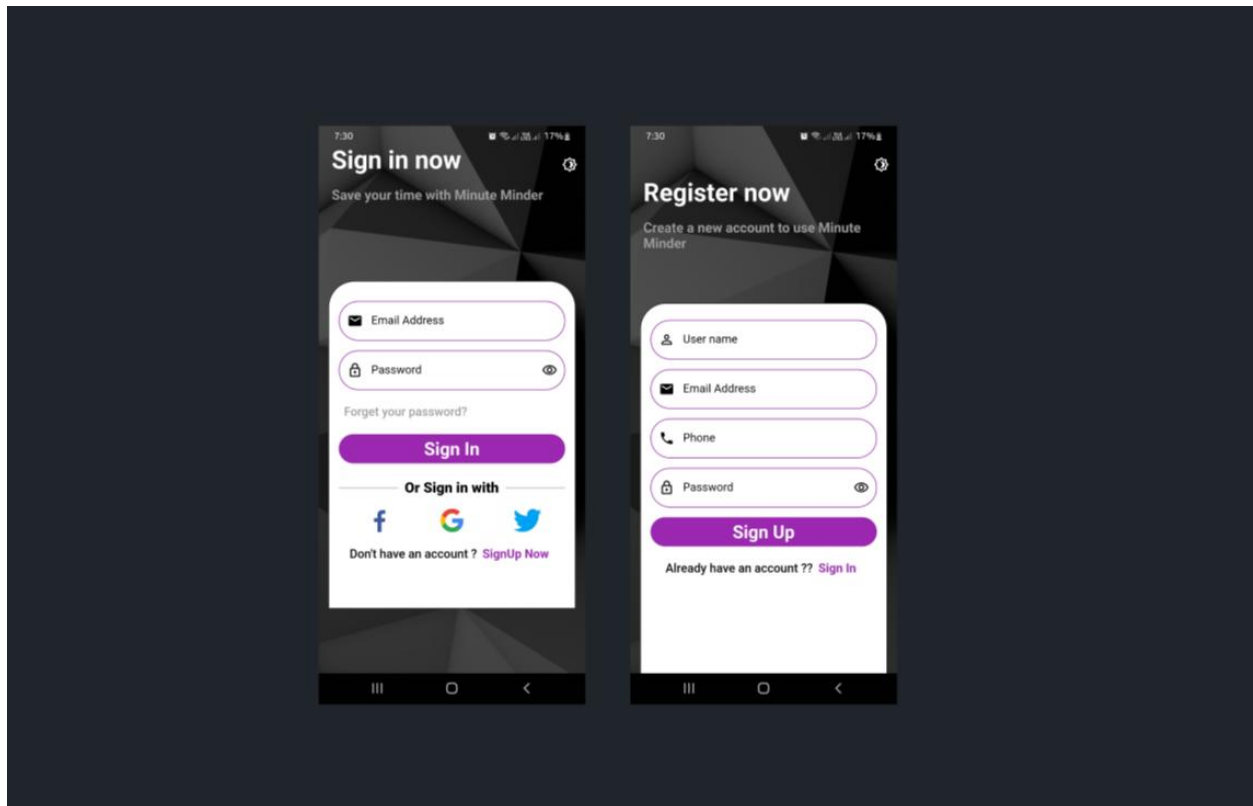 7:30
17%
Sign in now
Save your time with Minute Minder
Email Address
Password
Forget your password?
Sign In
Or Sign in with
Don't have an account ? SignUp Now
7:30
17%
Register now
Create a new account to use Minute
Minder
User name
Email Address
Phone
Password
Sign Up
Already have an account ?? Sign In